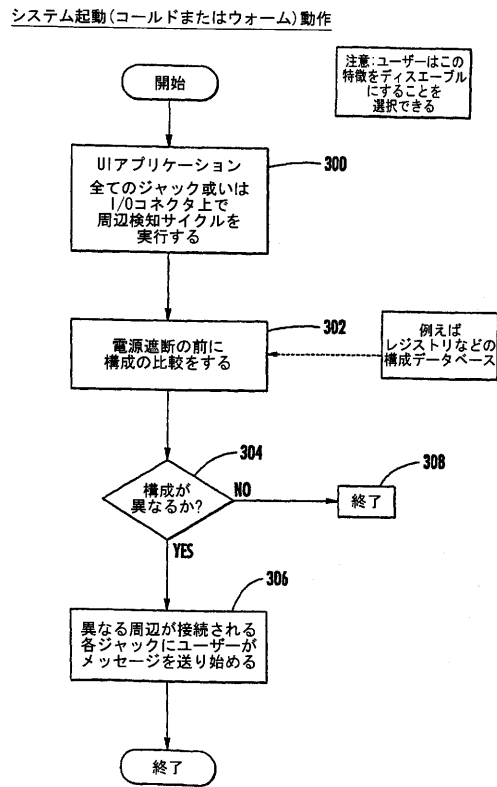 システム起動(コールドまたはウォーム)動作
注意:ユーザーはこの
特徴をディスエーブル
にすることを
選択できる
開始
300
UIアプリケーション
全てのジャック或いは
I/Oコネクタ上で
周辺検知サイクルを
実行する
302
電源遮断の前に
構成の比較をする
例えば
レジストリなどの
構成データベース
304
構成が
異なるか?
NO
308
終了
YES
306
異なる周辺が接続される
各ジャックにユーザーが
メッセージを送り始める
終了